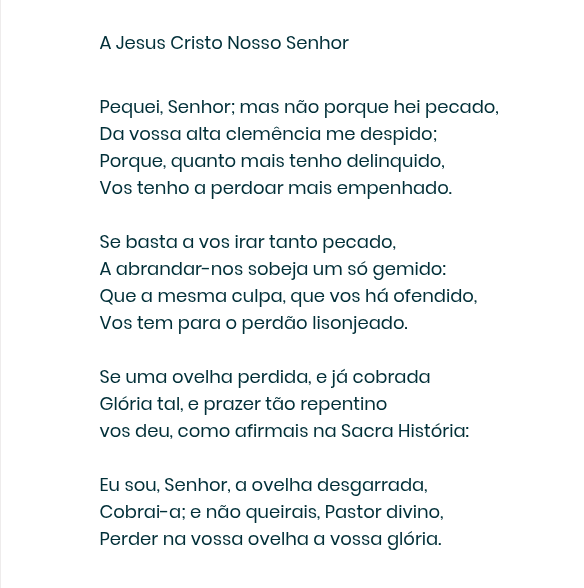 A Jesus Cristo Nosso Senhor
Pequei, Senhor; mas não porque hei pecado,
Da vossa alta clemência me despido;
Porque, quanto mais tenho delinquido,
Vos tenho a perdoar mais empenhado.
Se basta a vos irar tanto pecado,
A abrandar-nos sobeja um só gemido:
Que a mesma culpa, que vos há ofendido,
Vos tem para o perdão lisonjeado.
Se uma ovelha perdida, e já cobrada
Glória tal, e prazer tão repentino
vos deu, como afirmais na Sacra História:
Eu sou, Senhor, a ovelha desgarrada,
Cobrai-a; e não queirais, Pastor divino,
Perder na vossa ovelha a vossa glória.